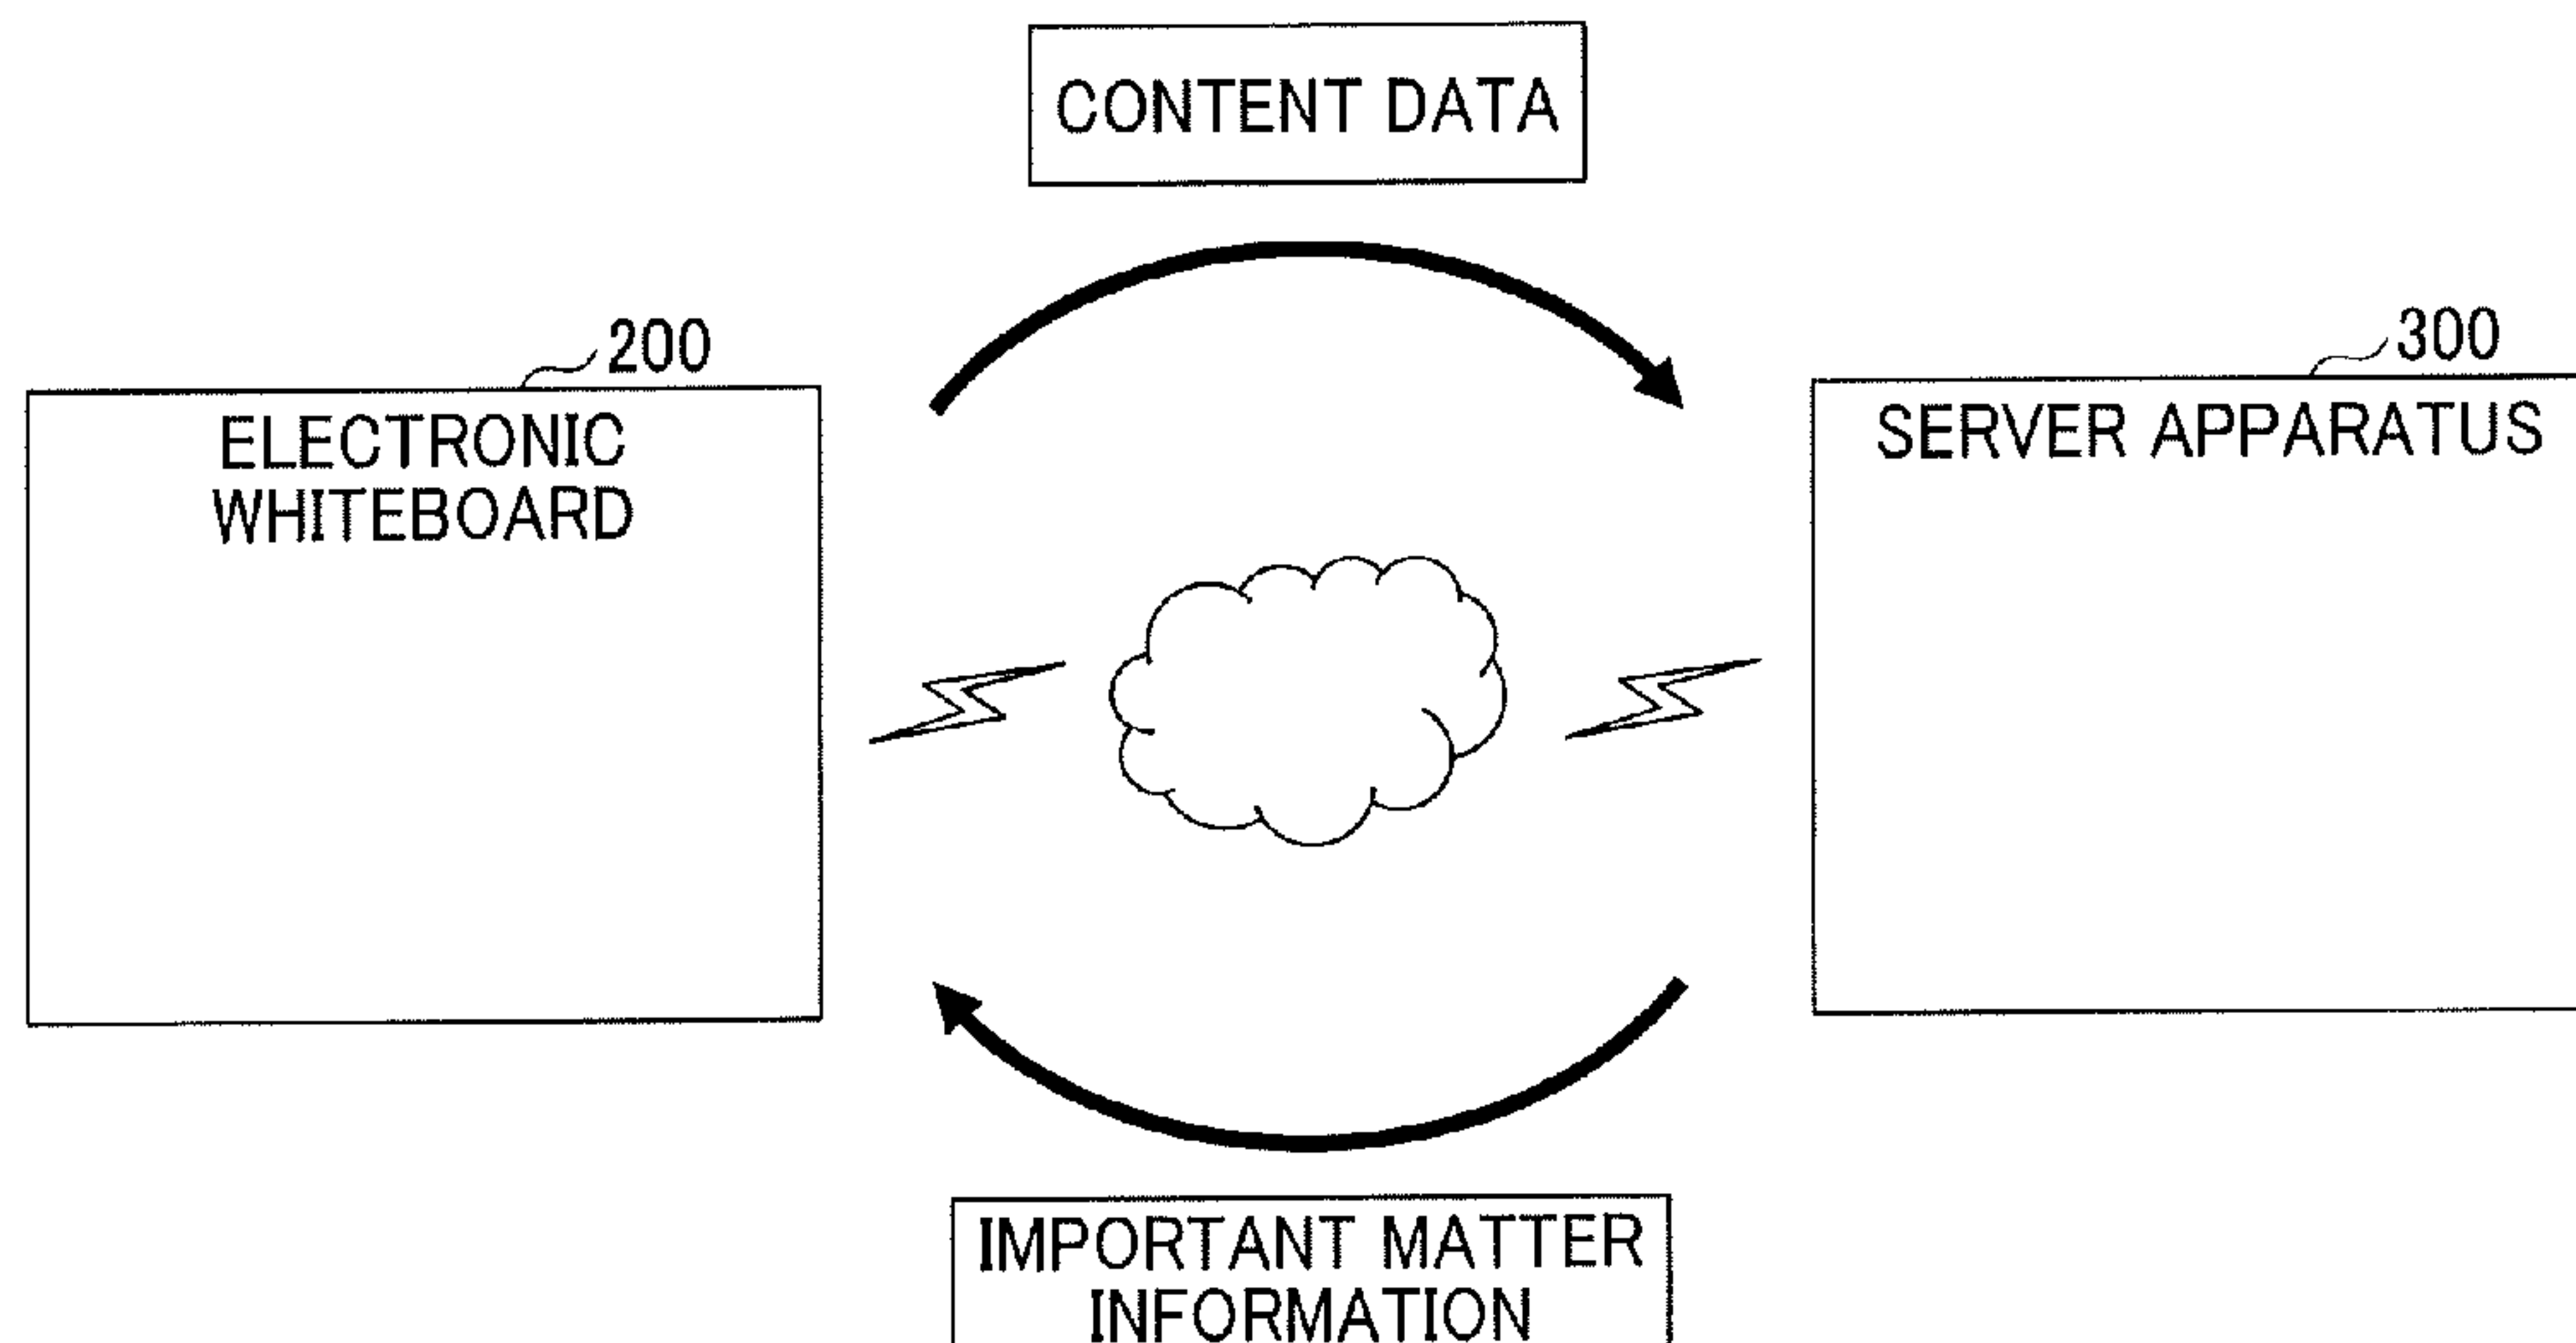 CONTENT DATA
200
ELECTRONIC
WHITEBOARD
300
SERVER APPARATUS
IMPORTANT MATTER
INFORMATION